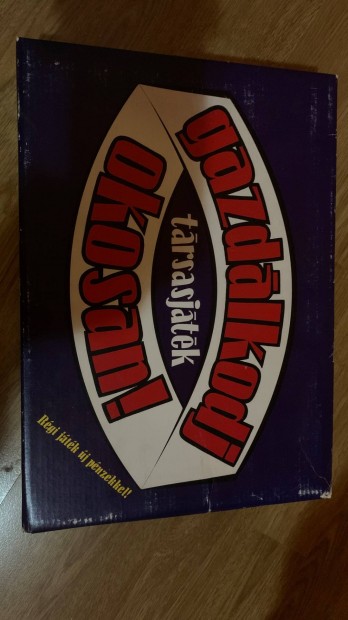 gazdálkodj
okosan!
társasjáték
Régi játék új pénzekkel!